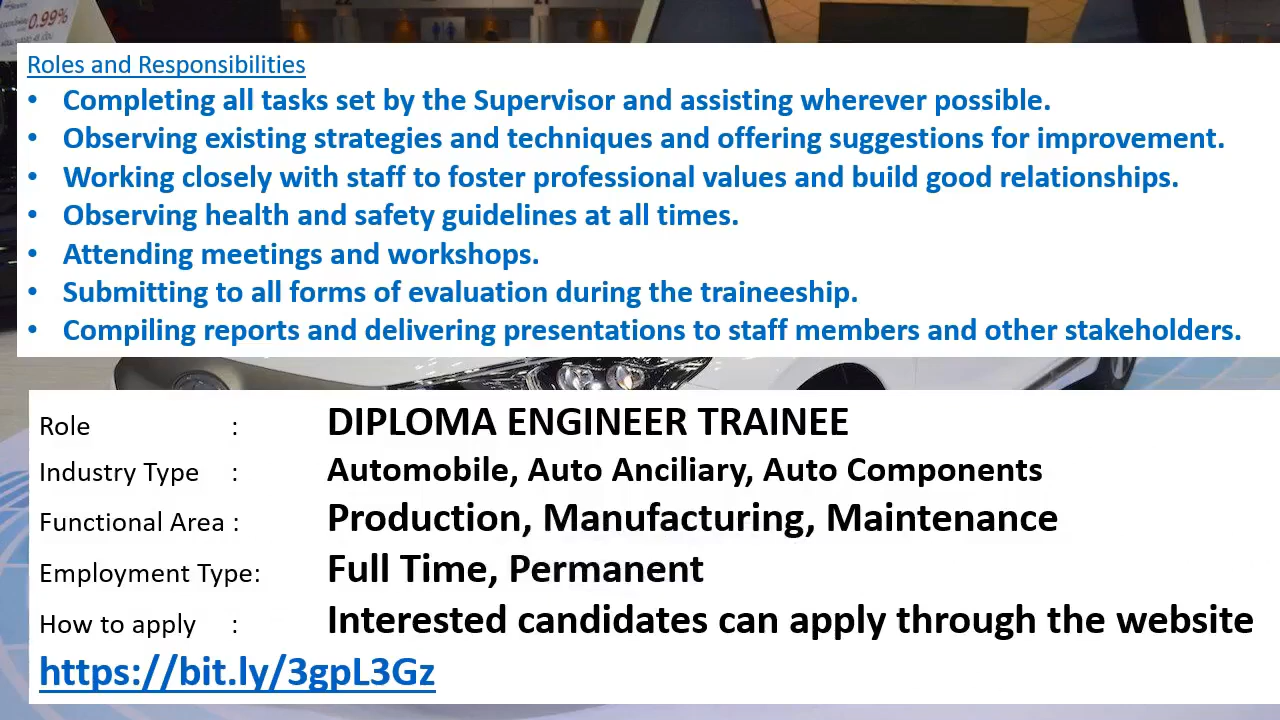 0.99%
Roles and Responsibilities
• Completing all tasks set by the Supervisor and assisting wherever possible.
• Observing existing strategies and techniques and offering suggestions for improvement.
• Working closely with staff to foster professional values and build good relationships.
• Observing health and safety guidelines at all times.
• Attending meetings and workshops.
• Submitting to all forms of evaluation during the traineeship.
• Compiling reports and delivering presentations to staff members and other stakeholders.
Role : DIPLOMA ENGINEER TRAINEE
Industry Type : Automobile, Auto Anciliary, Auto Components
Functional Area : Production, Manufacturing, Maintenance
Employment Type: Full Time, Permanent
How to apply : Interested candidates can apply through the website
https://bit.ly/3gpL3Gz